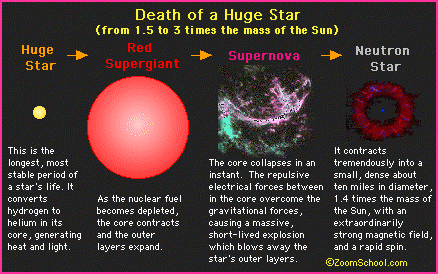 Death of a Huge Star
(from 1.5 to 3 times the mass of the Sun)
Huge
Star
Red
Supergiant
Supernova
Neutron
Star
This is the
longest, most
stable period of
a star's life. It
converts
hydrogen to
helium in its
core, generating
heat and light.
As the nuclear fuel
becomes depleted,
the core contracts
and the outer
layers expand.
The core collapses in an
instant. The repulsive
electrical forces between
in the core overcome the
gravitational forces,
causing a massive,
short-lived explosion
which blows away the
star's outer layers.
It contracts
tremendously into a
small, dense about
ten miles in diameter,
1.4 times the mass of
the Sun, with an
extraordinarily
strong magnetic field,
and a rapid spin.
©ZoomSchool.com